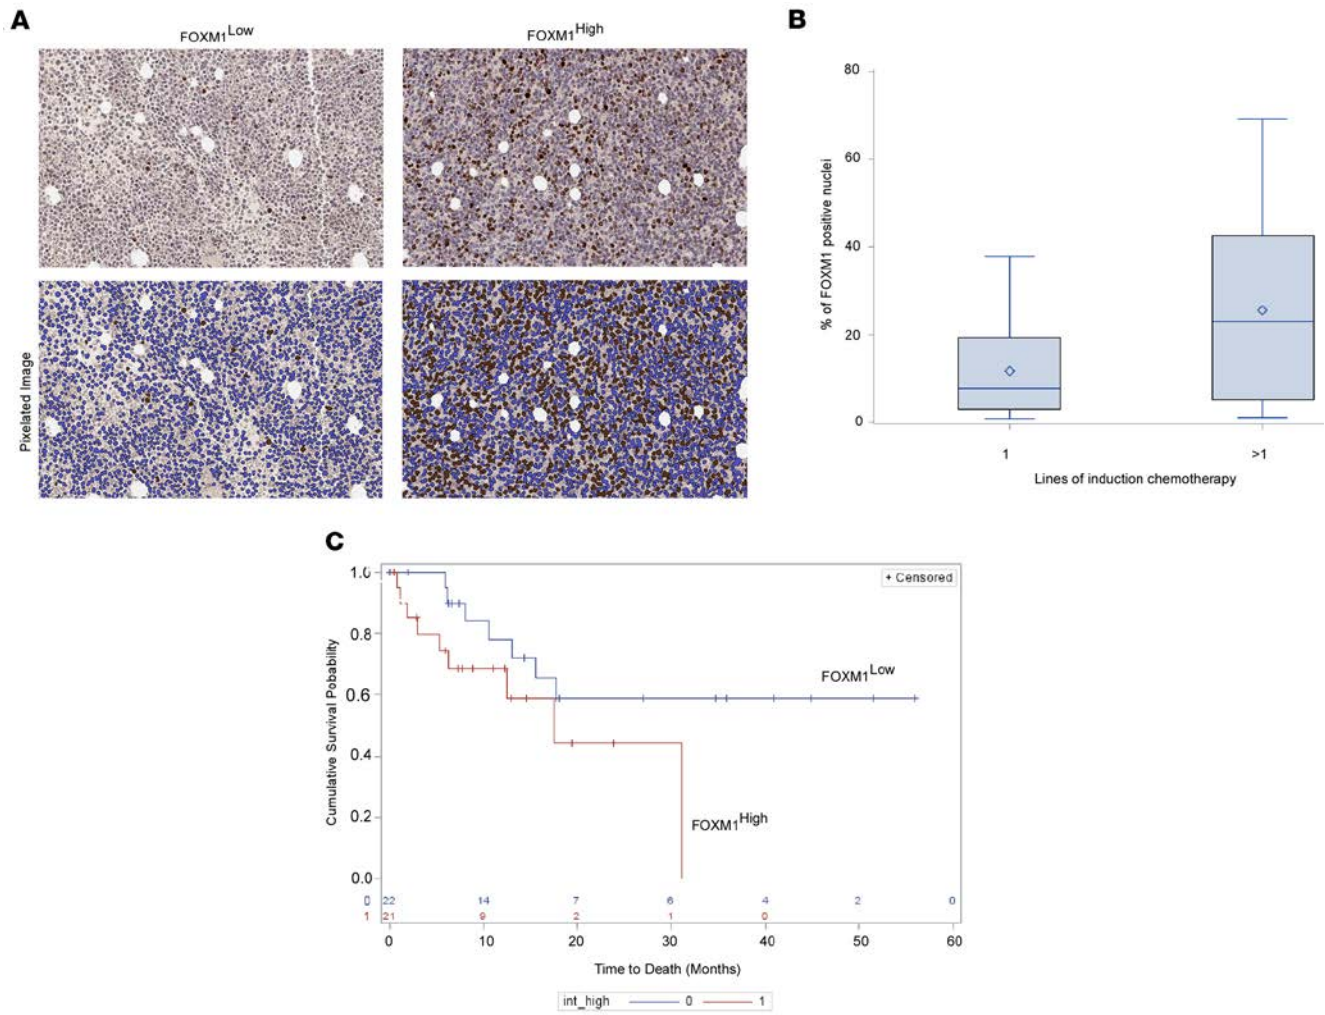 A
FOXM1Low
FOXM1High
Pixelated Image
B
80
60
40
20
0
% of FOXM1 positive nuclei
1
>1
Lines of induction chemotherapy
C
1.0
0.8
0.6
0.4
0.2
0.0
Cumulative Survival Pobability
+ Censored
FOXM1Low
FOXM1High
0 22 14 7 6 4 2 0
1 21 9 2 1 0
0 10 20 30 40 50 60
Time to Death (Months)
int_high 0 1